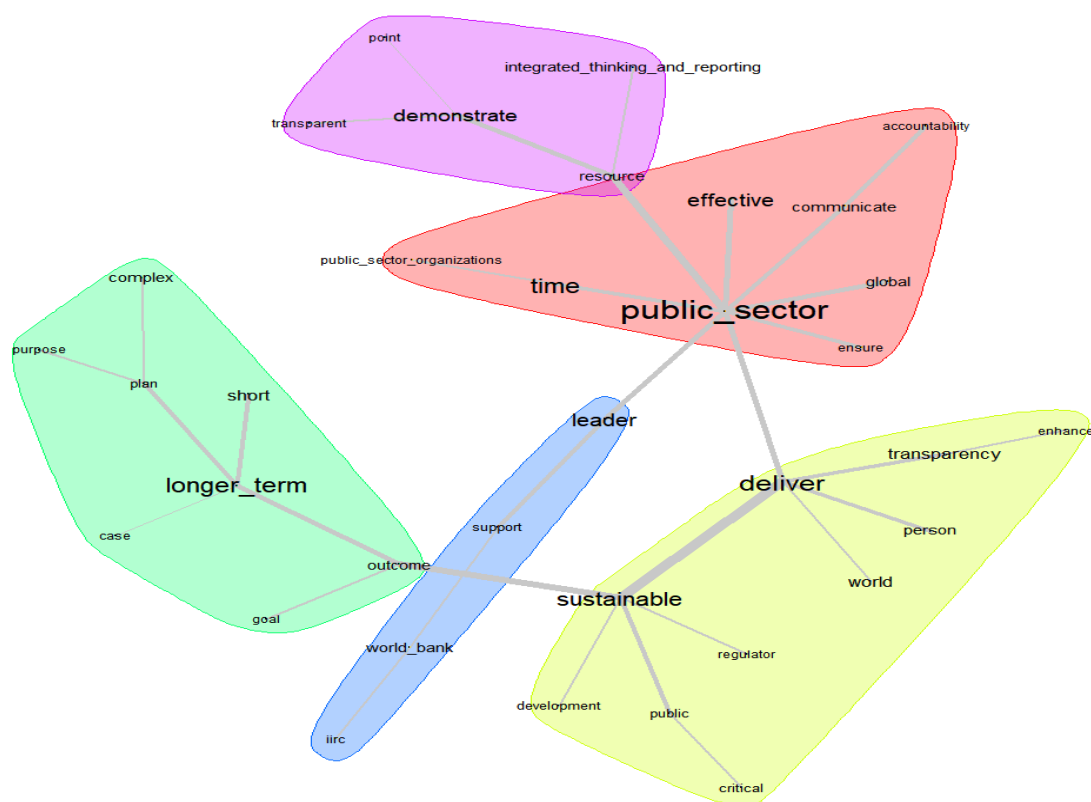 point
integrated_thinking_and_reporting
demonstrate
transparent
accountability
resource
effective
communicate
public_sector_organizations
complex
time
global
public_sector
purpose
ensure
plan
short
leader
enhance
transparency
longer_term
deliver
support
person
case
outcome
world
sustainable
goal
world_bank
regulator
development
public
iirc
critical